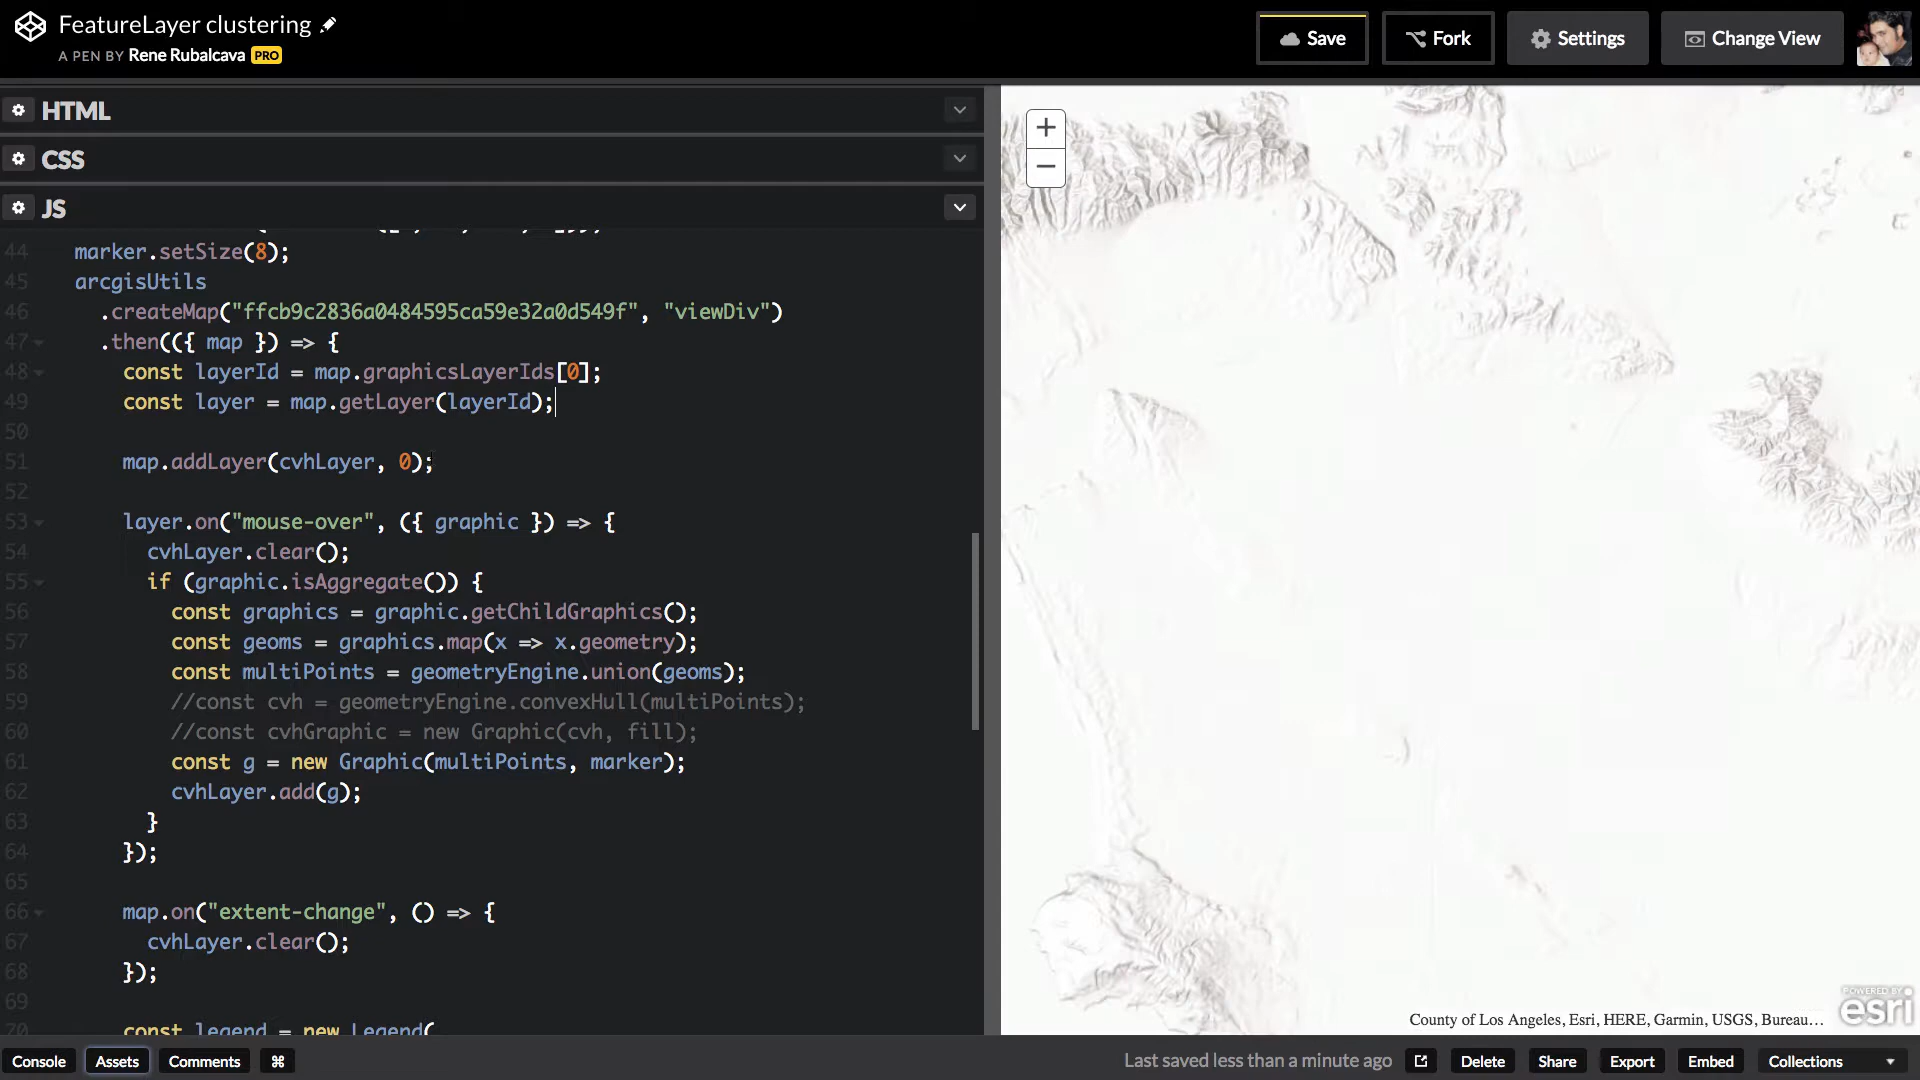 FeatureLayer clustering
A PEN BY Rene Rubalcava PRO
Save
Fork
Settings
Change View
HTML
CSS
JS
44 marker.setSize(8);
45 arcgisUtils
46 .createMap("ffcb9c2836a0484595ca59e32a0d549f", "viewDiv")
47 .then(({ map }) => {
48 const layerId = map.graphicsLayerIds[0];
49 const layer = map.getLayer(layerId);
50
51 map.addLayer(cvhLayer, 0);
52
53 layer.on("mouse-over", ({ graphic }) => {
54 cvhLayer.clear();
55 if (graphic.isAggregate()) {
56 const graphics = graphic.getChildGraphics();
57 const geoms = graphics.map(x => x.geometry);
58 const multiPoints = geometryEngine.union(geoms);
59 //const cvh = geometryEngine.convexHull(multiPoints);
60 //const cvhGraphic = new Graphic(cvh, fill);
61 const g = new Graphic(multiPoints, marker);
62 cvhLayer.add(g);
63 }
64 });
65
66 map.on("extent-change", () => {
67 cvhLayer.clear();
68 });
69
70 const legend = new Legend(
+
−
POWERED BY
esri
County of Los Angeles, Esri, HERE, Garmin, USGS, Bureau…
Console
Assets
Comments
⌘
Last saved less than a minute ago
Delete
Share
Export
Embed
Collections